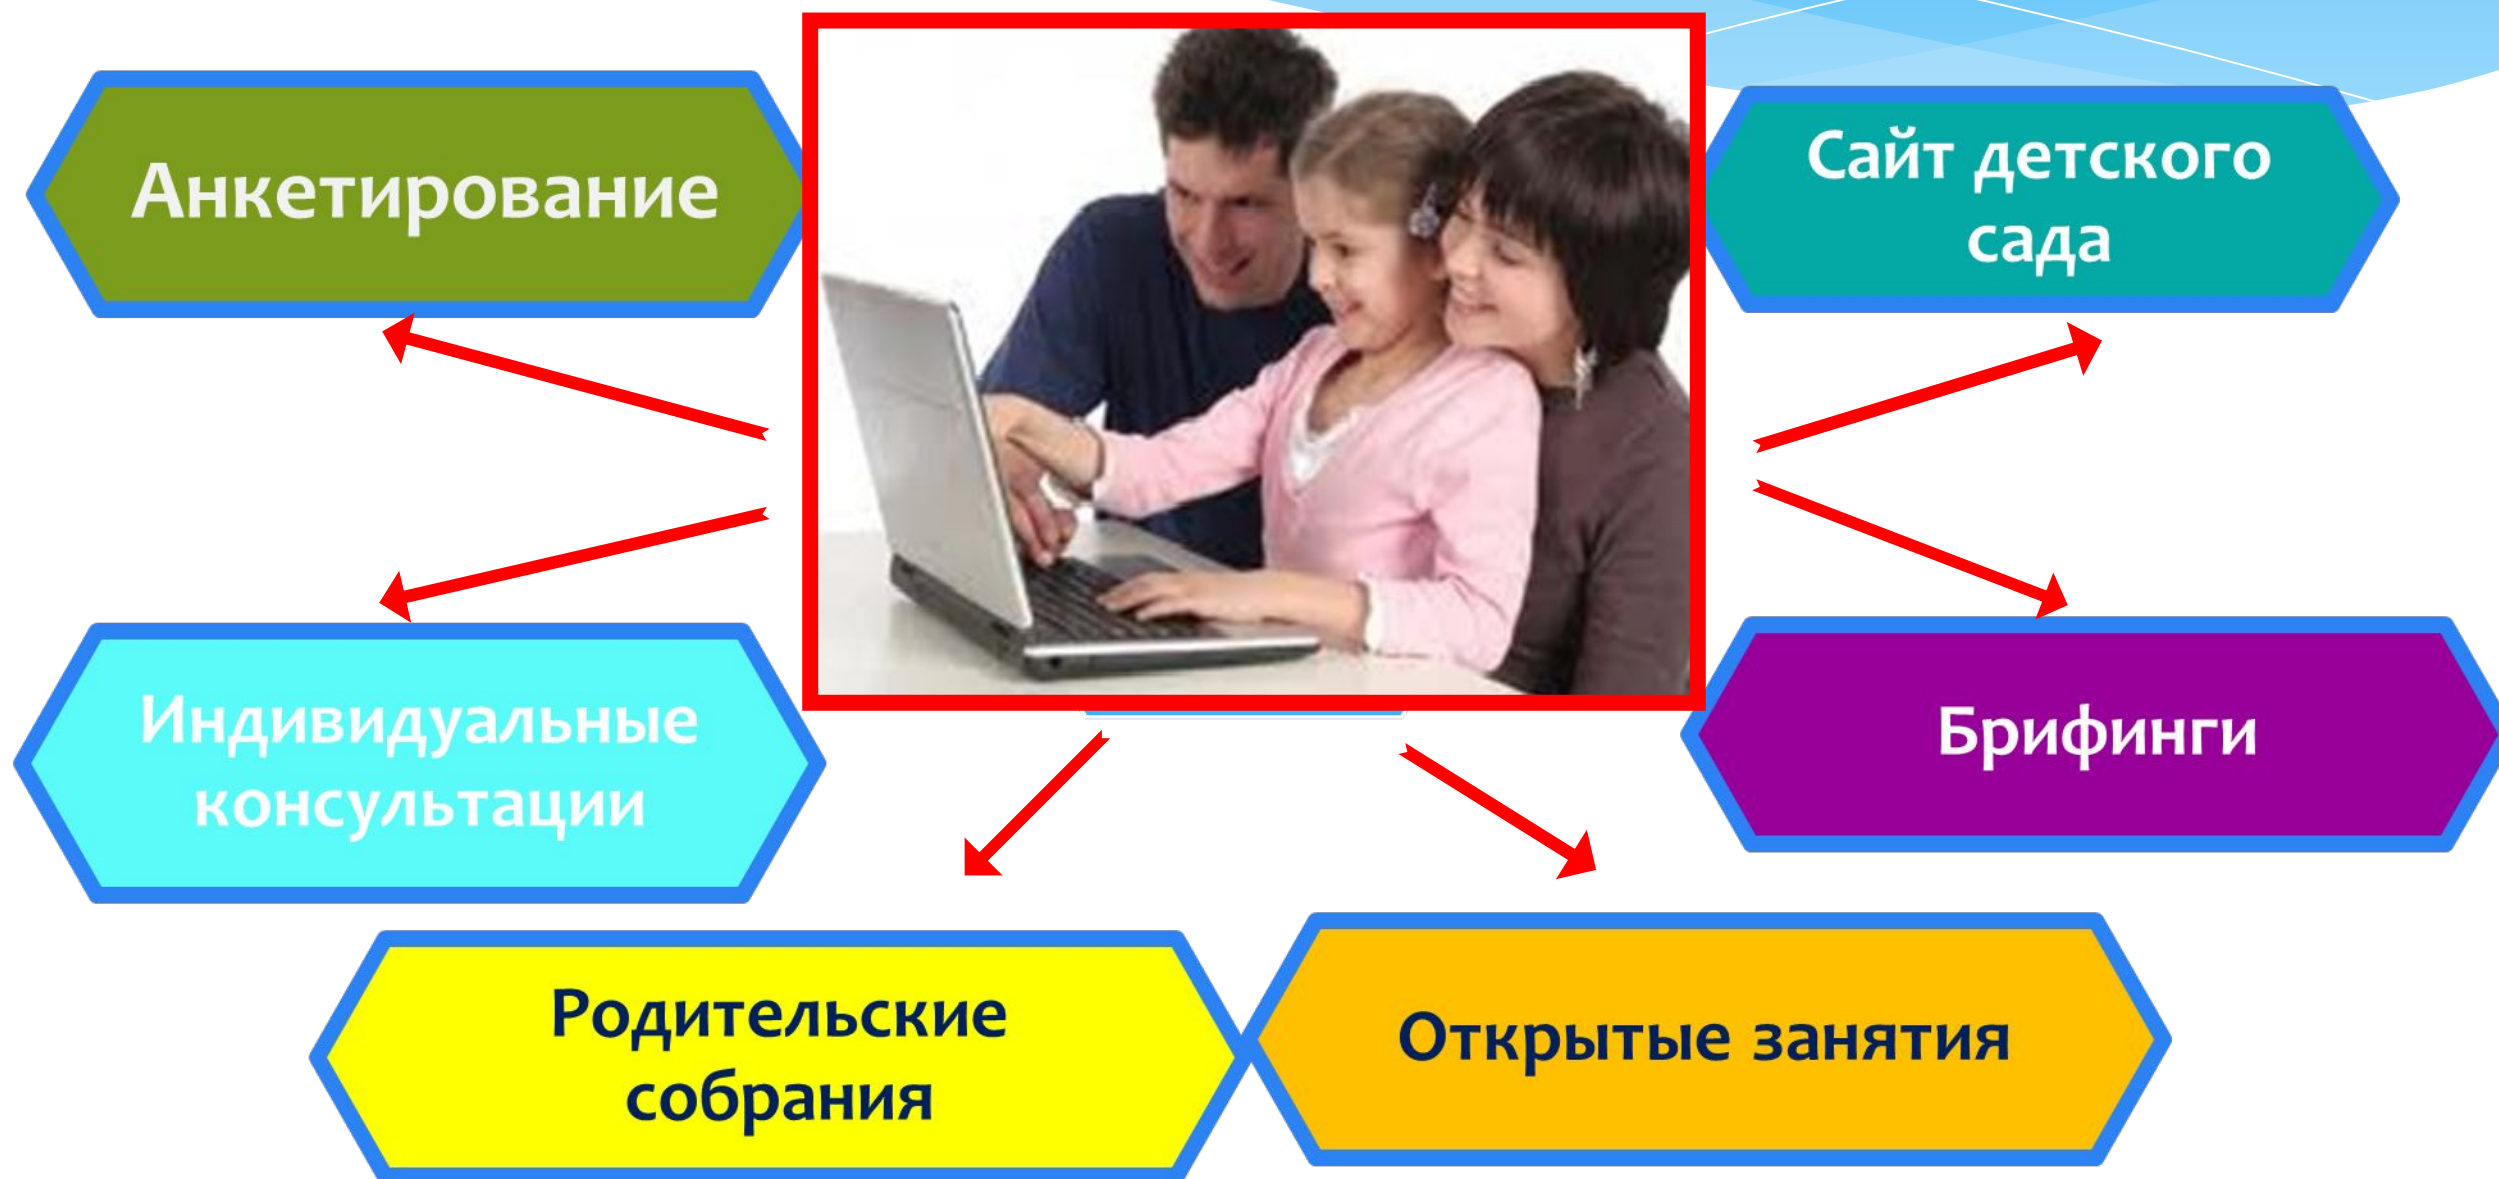 Анкетирование
Сайт детского
сада
Индивидуальные
консультации
Брифинги
Родительские
собрания
Открытые занятия